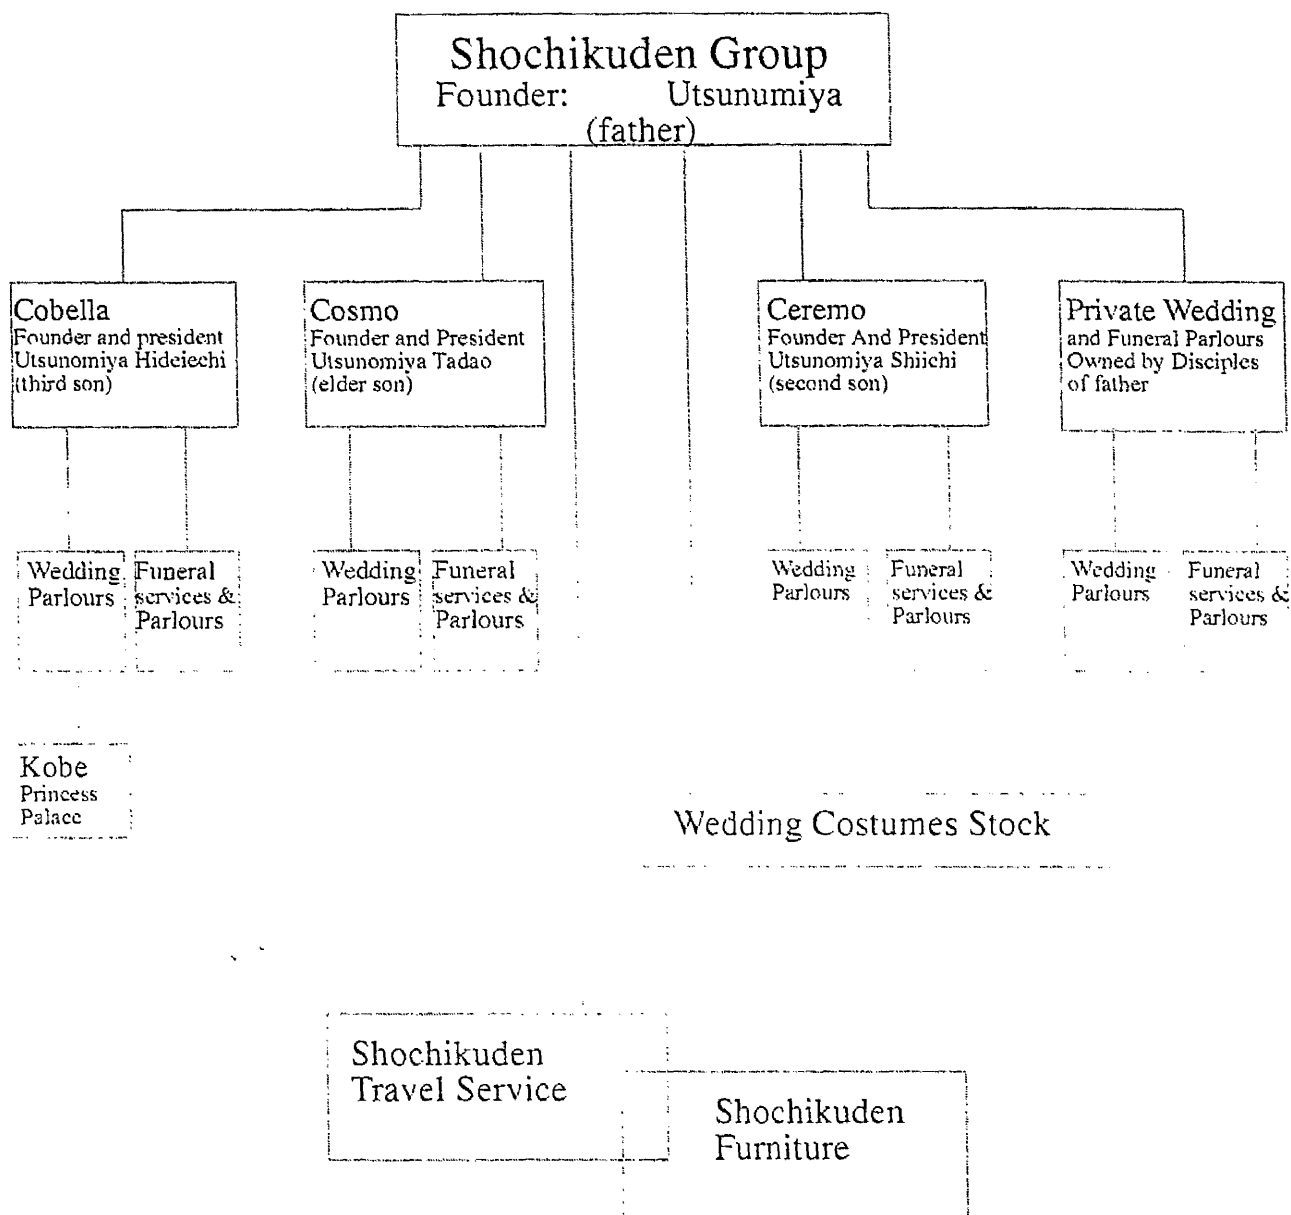 Shochikuden Group
Founder: Utsunumiya
(father)
Cobella
Founder and president
Utsunomiya Hideiechi
(third son)
Cosmo
Founder and President
Utsunomiya Tadao
(elder son)
Ceremo
Founder And President
Utsunomiya Shiichi
(second son)
Private Wedding
and Funeral Parlours
Owned by Disciples
of father
Wedding
Parlours
Funeral
services &
Parlours
Wedding
Parlours
Funeral
services &
Parlours
Wedding
Parlours
Funeral
services &
Parlours
Wedding
Parlours
Funeral
services &
Parlours
Kobe
Princess
Palace
Wedding Costumes Stock
Shochikuden
Travel Service
Shochikuden
Furniture